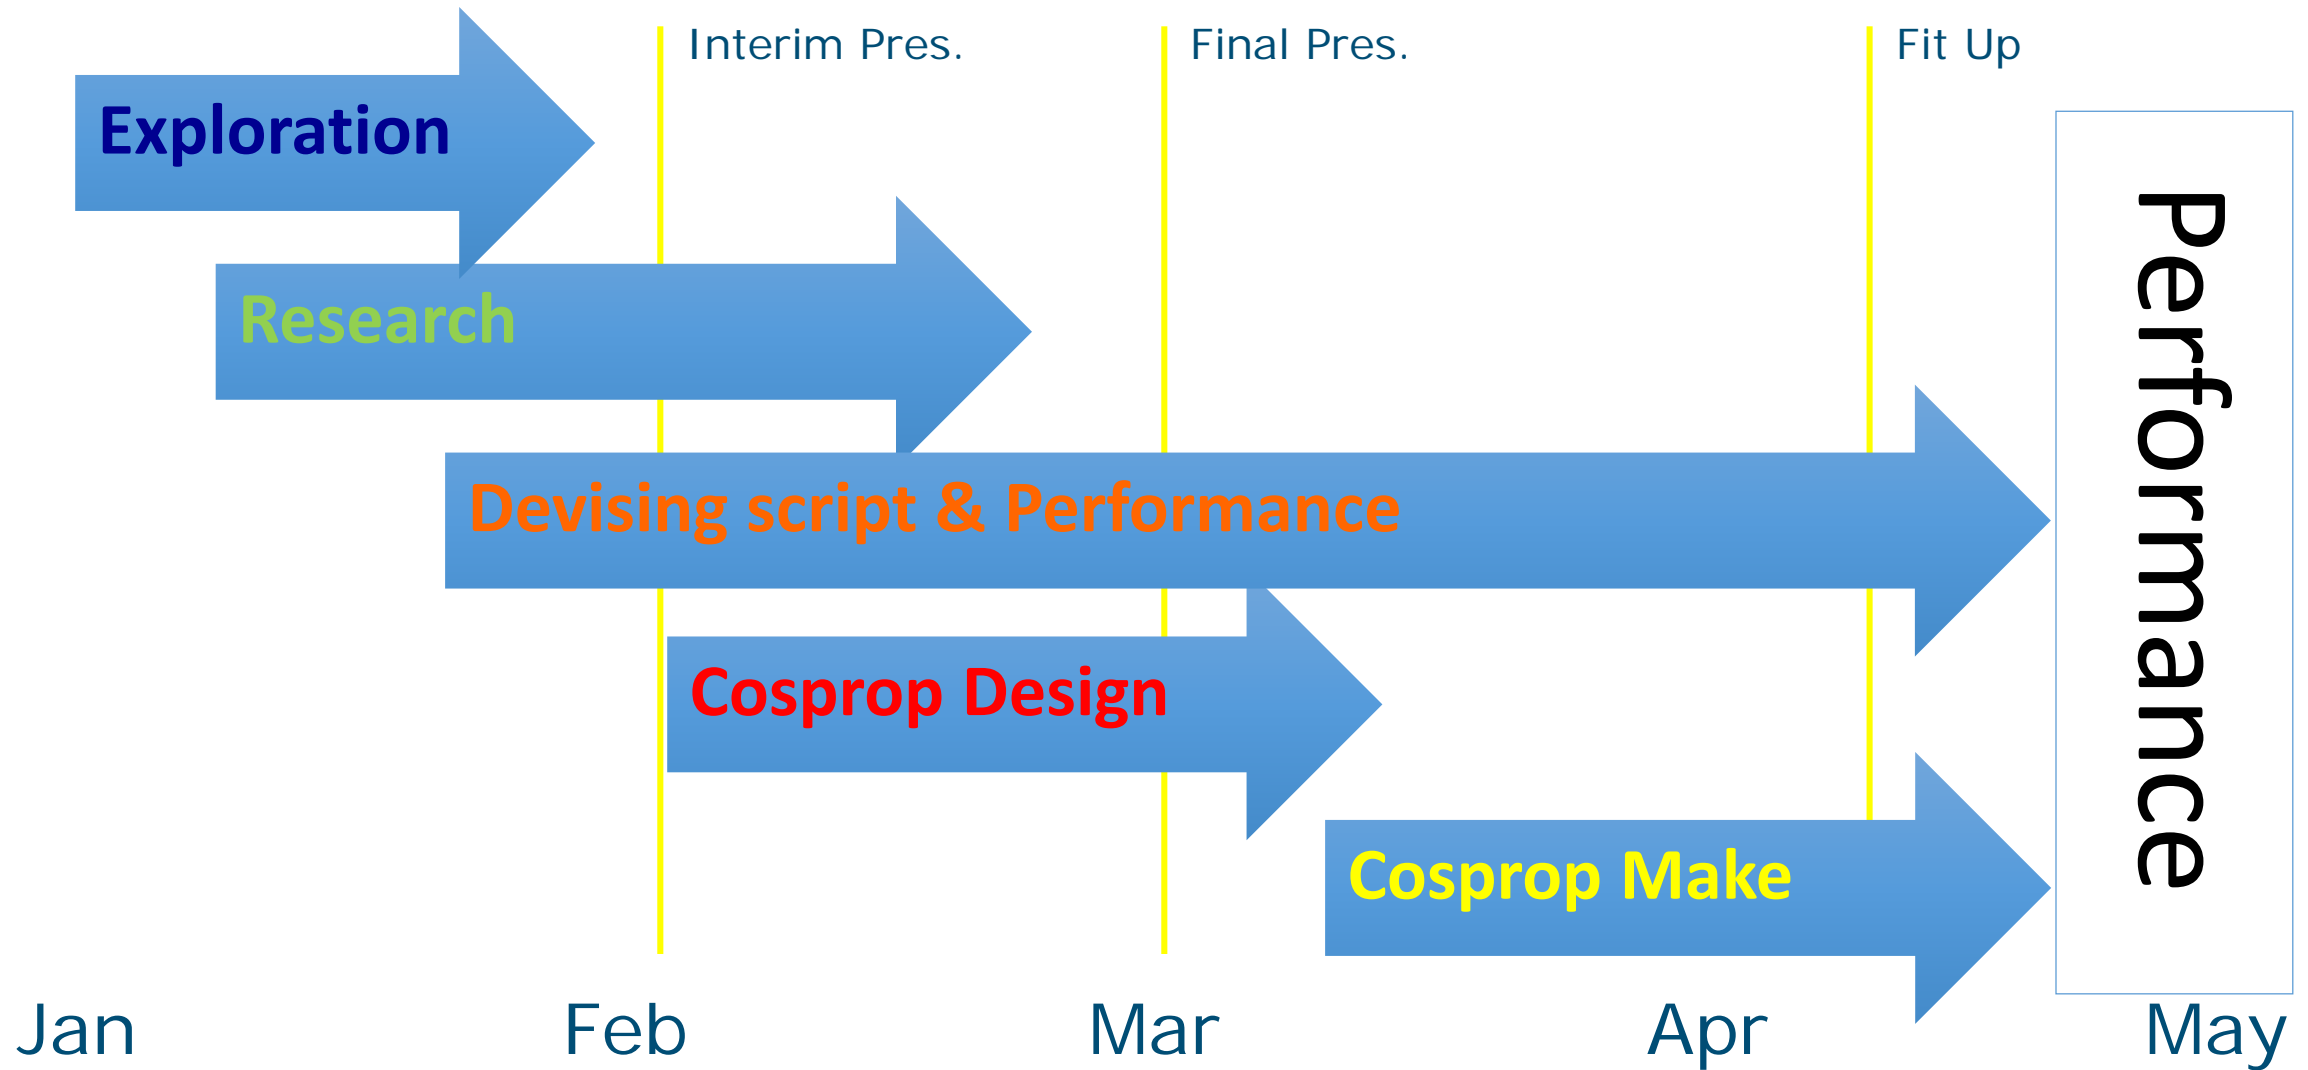 Interim Pres.
Final Pres.
Fit Up
Exploration
Research
Devising script & Performance
Cosprop Design
Cosprop Make
Performance
Jan
Feb
Mar
Apr
May